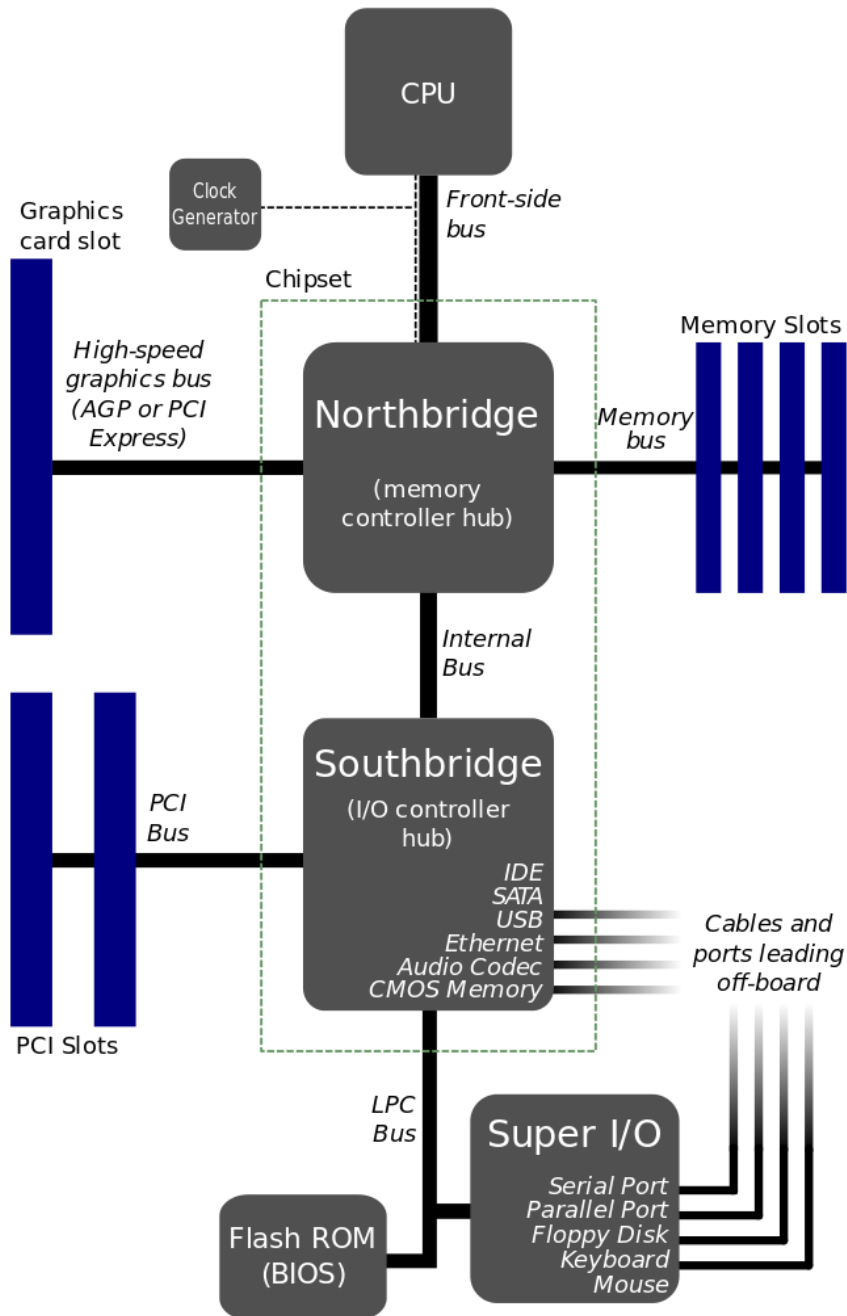 CPU
Clock
Generator
Front-side
bus
Graphics
card slot
Chipset
High-speed
graphics bus
(AGP or PCI
Express)
Northbridge
(memory
controller hub)
Memory
bus
Memory Slots
Internal
Bus
Southbridge
(I/O controller
hub)
PCI
Bus
PCI Slots
IDE
SATA
USB
Ethernet
Audio Codec
CMOS Memory
Cables and
ports leading
off-board
LPC
Bus
Super I/O
Serial Port
Parallel Port
Floppy Disk
Keyboard
Mouse
Flash ROM
(BIOS)